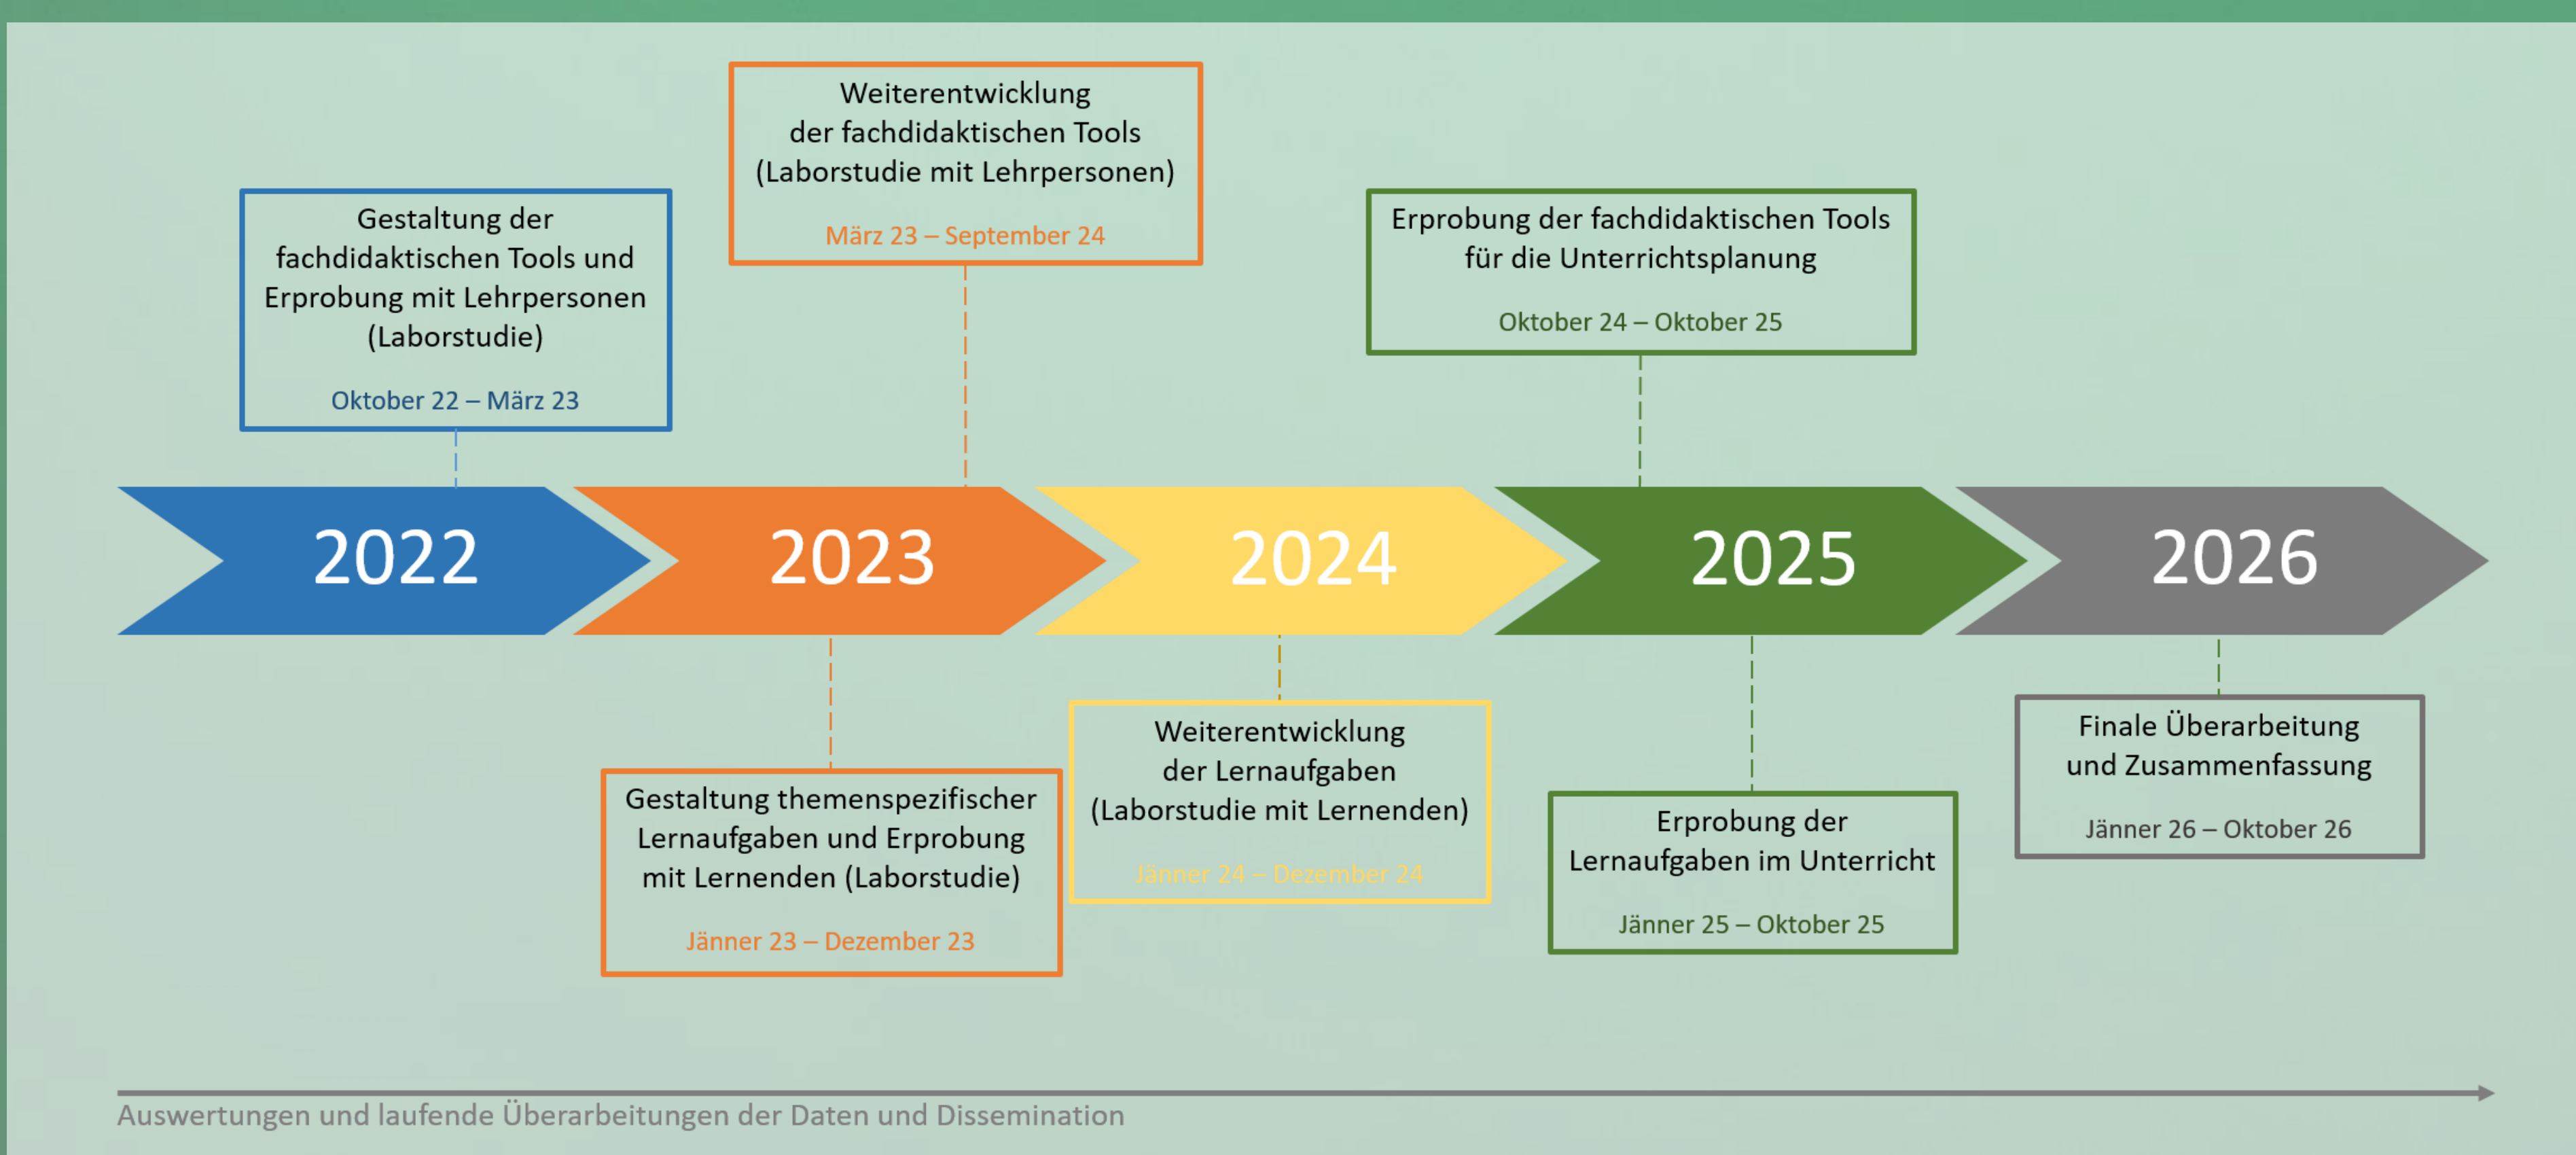 Weiterentwicklung
der fachdidaktischen Tools
(Laborstudie mit Lehrpersonen)
März 23 – September 24
Gestaltung der
fachdidaktischen Tools und
Erprobung mit Lehrpersonen
(Laborstudie)
Oktober 22 – März 23
Erprobung der fachdidaktischen Tools
für die Unterrichtsplanung
Oktober 24 – Oktober 25
2022
2023
2024
2025
2026
Gestaltung themenspezifischer
Lernaufgaben und Erprobung
mit Lernenden (Laborstudie)
Jänner 23 – Dezember 23
Weiterentwicklung
der Lernaufgaben
(Laborstudie mit Lernenden)
Jänner 24 – Dezember 24
Erprobung der
Lernaufgaben im Unterricht
Jänner 25 – Oktober 25
Finale Überarbeitung
und Zusammenfassung
Jänner 26 – Oktober 26
Auswertungen und laufende Überarbeitungen der Daten und Dissemination